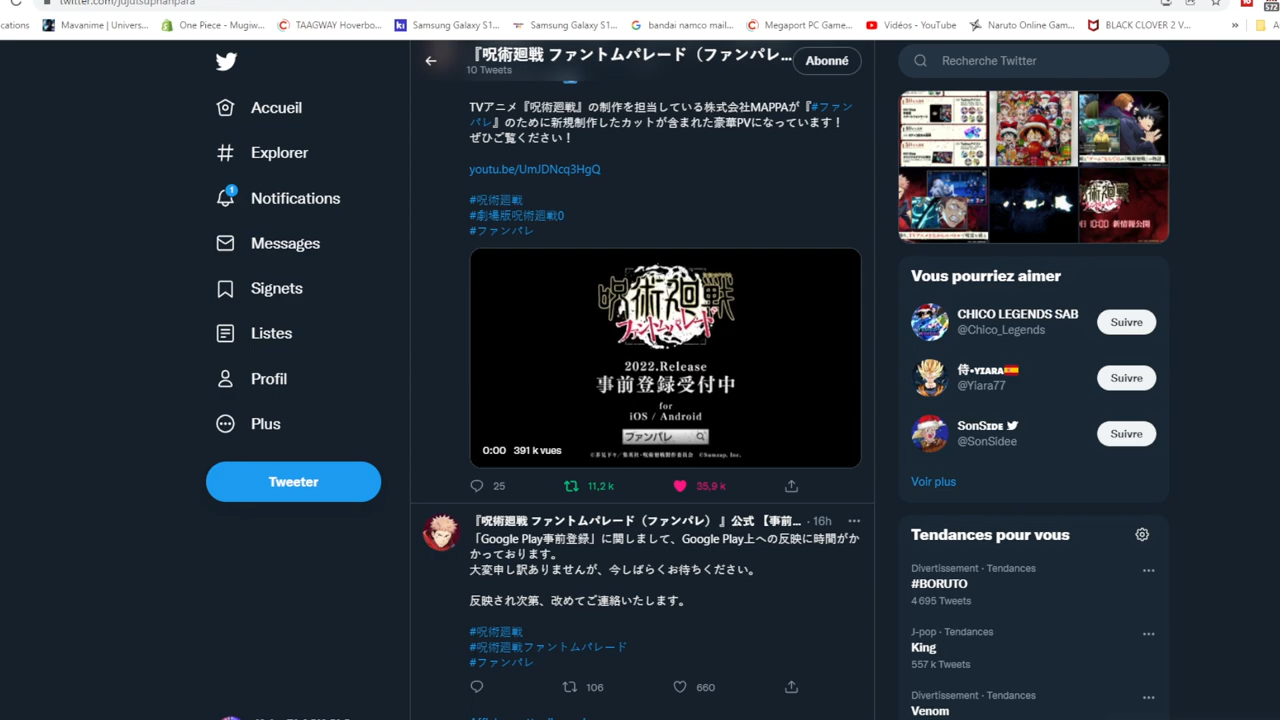 twitter.com/jujutsuphanpara
cations
Mavanime | Univers...
One Piece - Mugiw...
TAAGWAY Hoverbo...
Samsung Galaxy S1...
Samsung Galaxy S1...
bandai namco mail...
Megaport PC Game...
Vidéos - YouTube
Naruto Online Gam...
BLACK CLOVER 2 V...
»
Accueil
Explorer
1
Notifications
Messages
Signets
Listes
Profil
Plus
Tweeter
『呪術廻戦 ファントムパレード（ファンパレ...
10 Tweets
Abonné
TVアニメ『呪術廻戦』の制作を担当している株式会社MAPPAが『#ファン
パレ』のために新規制作したカットが含まれた豪華PVになっています！
ぜひご覧ください！
youtu.be/UmJDNcq3HgQ
#呪術廻戦
#劇場版呪術廻戦0
#ファンパレ
呪術廻戦
ファントムパレード
2022.Release
事前登録受付中
for
iOS / Android
ファンパレ
0:00 391 k vues
25
11,2 k
35,9 k
『呪術廻戦 ファントムパレード（ファンパレ） 』公式 【事前... · 16h
「Google Play事前登録」に関しまして、Google Play上への反映に時間がか
かっております。
大変申し訳ありませんが、今しばらくお待ちください。
反映され次第、改めてご連絡いたします。
#呪術廻戦
#呪術廻戦ファントムパレード
#ファンパレ
106
660
Recherche Twitter
Vous pourriez aimer
CHICO LEGENDS SAB
@Chico_Legends
Suivre
侍•YIARA
@Yiara77
Suivre
SonSide
@SonSidee
Suivre
Voir plus
Tendances pour vous
Divertissement · Tendances
#BORUTO
4 695 Tweets
J-pop · Tendances
King
557 k Tweets
Divertissement · Tendances
Venom